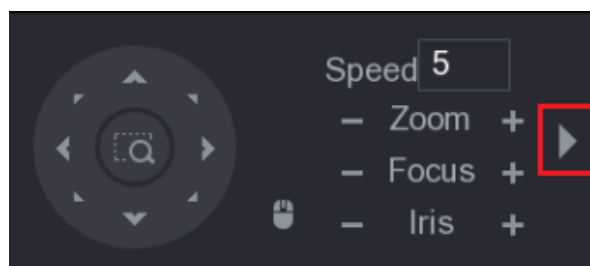 Speed 5
− Zoom +
− Focus +
− Iris +